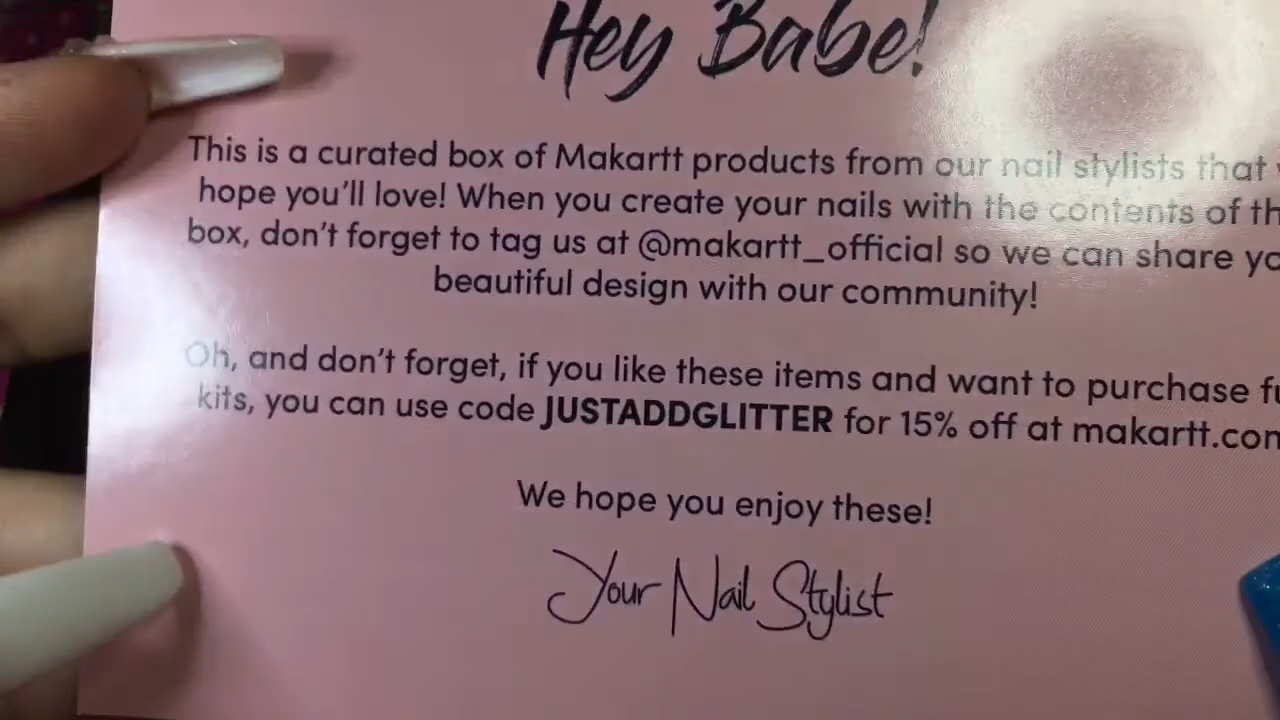 Hey Babe!
This is a curated box of Makartt products from our nail stylists that
hope you'll love! When you create your nails with the contents of
box, don't forget to tag us at @makartt_official so we can share
beautiful design with our community!
Oh, and don't forget, if you like these items and want to purchase
kits, you can use code JUSTADDGLITTER for 15% off at makartt.com
We hope you enjoy these!
Your Nail Stylist